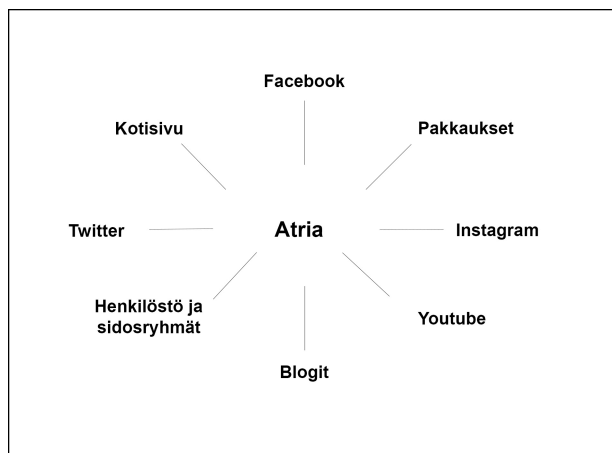 Facebook
Kotisivu
Pakkaukset
Twitter
Atria
Instagram
Henkilöstö ja
sidosryhmät
Youtube
Blogit